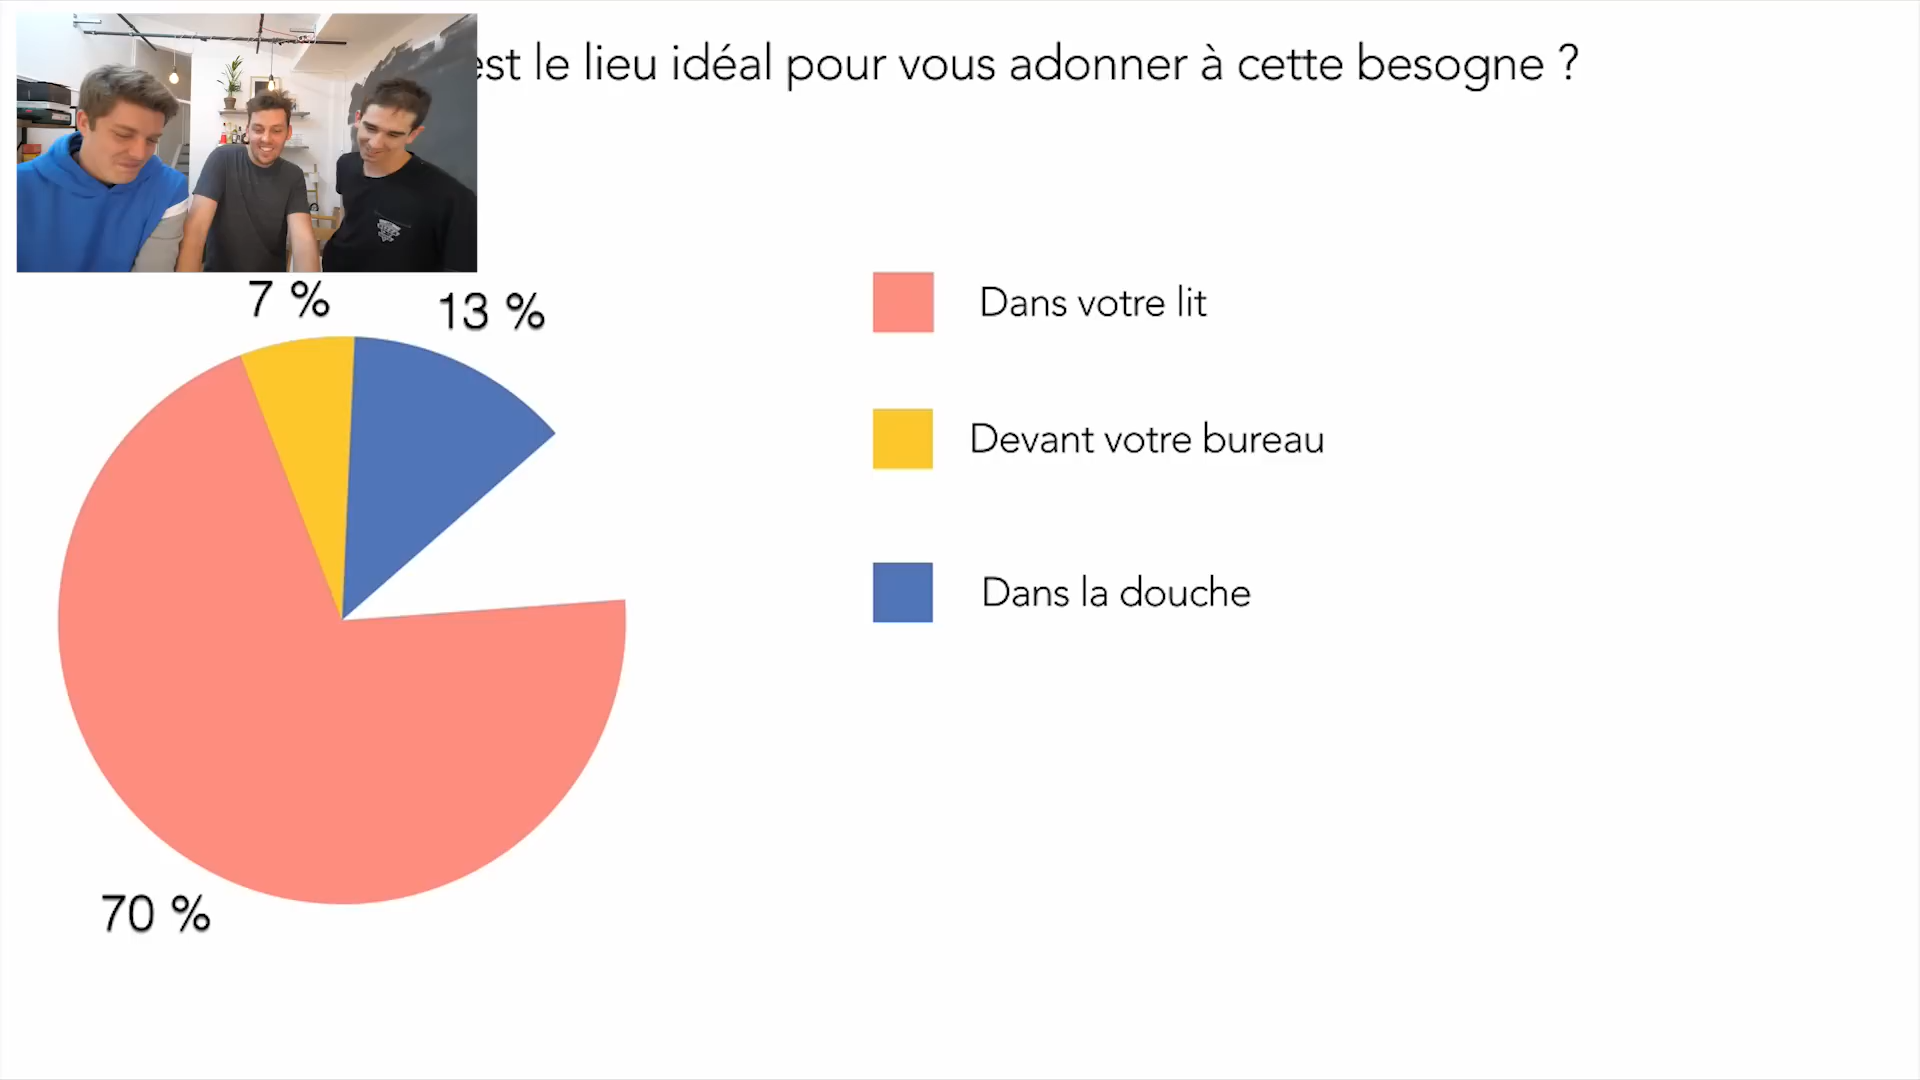 est le lieu idéal pour vous adonner à cette besogne ?
7 %
13 %
70 %
Dans votre lit
Devant votre bureau
Dans la douche